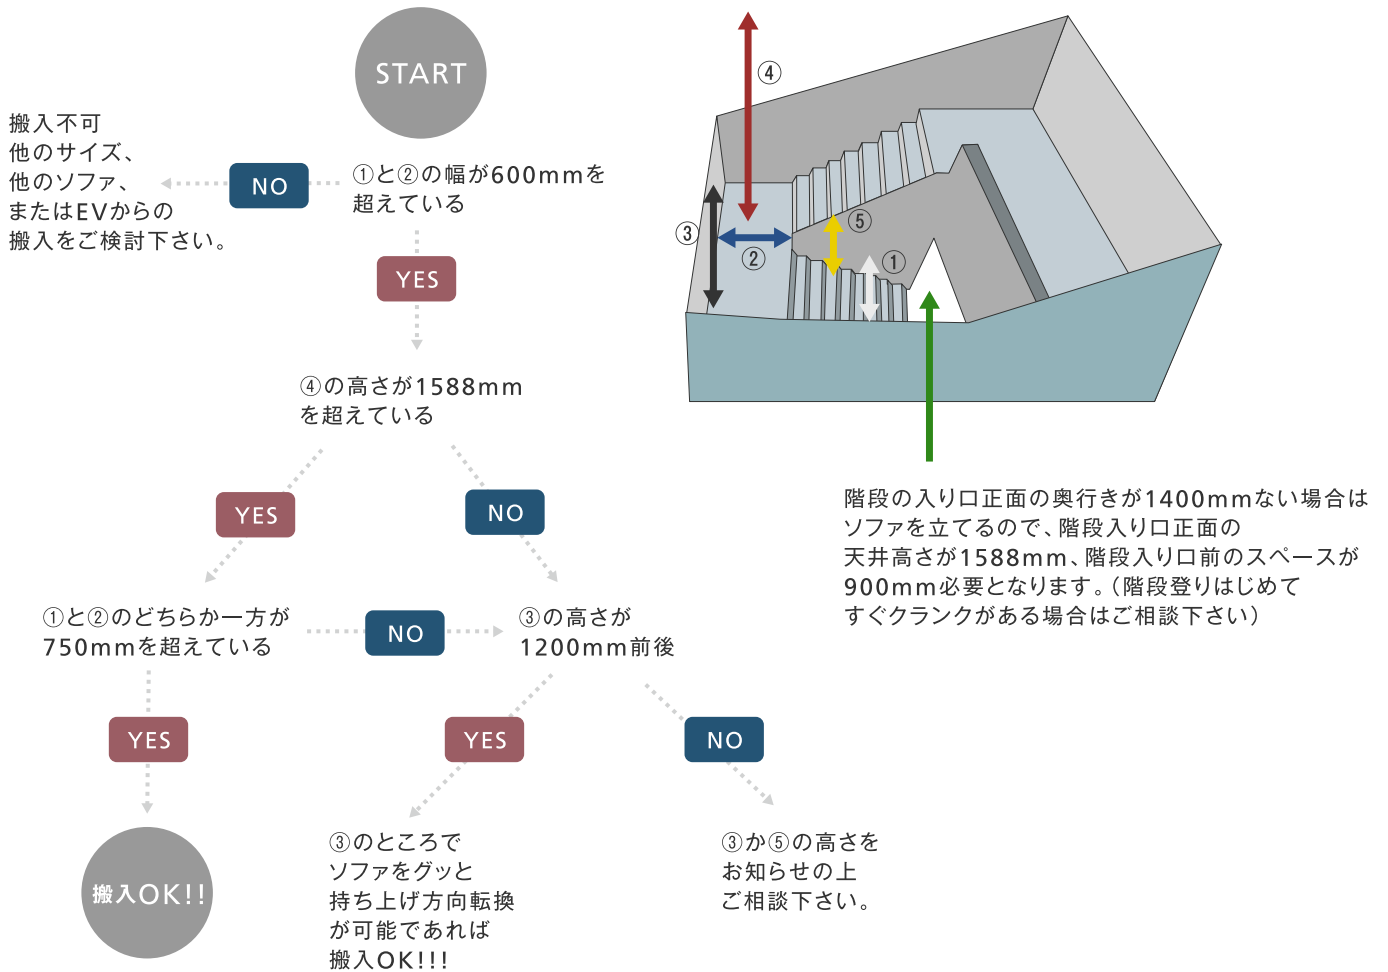 START
①と②の幅が600mmを
超えている
NO
搬入不可
他のサイズ、
他のソファ、
またはEVからの
搬入をご検討下さい。
YES
④の高さが1588mm
を超えている
YES
NO
①と②のどちらか一方が
750mmを超えている
NO
③の高さが
1200mm前後
YES
YES
NO
搬入OK!!
③のところで
ソファをグッと
持ち上げ方向転換
が可能であれば
搬入OK!!!
③か⑤の高さを
お知らせの上
ご相談下さい。
④
③
②
⑤
①
階段の入り口正面の奥行きが1400mmない場合は
ソファを立てるので、階段入り口正面の
天井高さが1588mm、階段入り口前のスペースが
900mm必要となります。（階段登りはじめて
すぐクランクがある場合はご相談下さい）